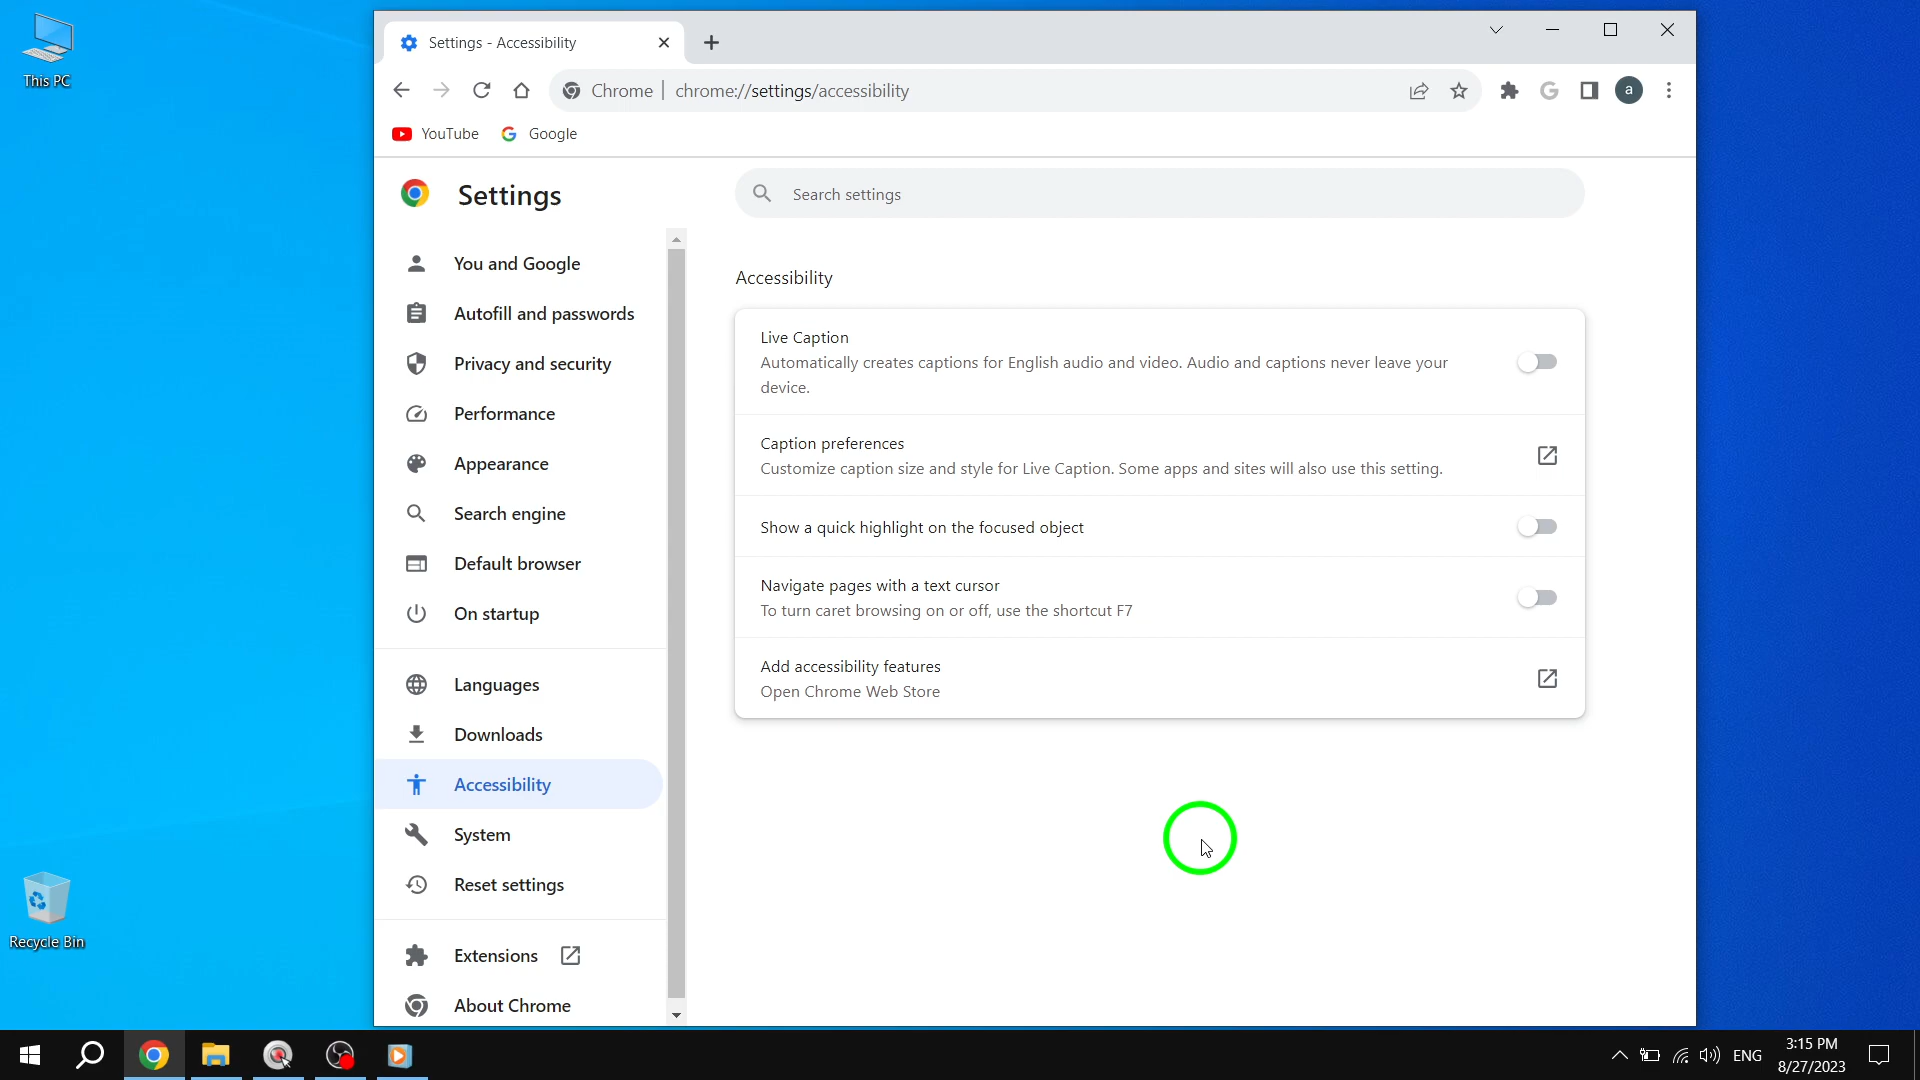 This PC
Recycle Bin
Settings - Accessibility
Chrome | chrome://settings/accessibility
a
YouTube
Google
Settings
Search settings
You and Google
Autofill and passwords
Privacy and security
Performance
Appearance
Search engine
Default browser
On startup
Languages
Downloads
Accessibility
System
Reset settings
Extensions
About Chrome
Accessibility
Live Caption
Automatically creates captions for English audio and video. Audio and captions never leave your
device.
Caption preferences
Customize caption size and style for Live Caption. Some apps and sites will also use this setting.
Show a quick highlight on the focused object
Navigate pages with a text cursor
To turn caret browsing on or off, use the shortcut F7
Add accessibility features
Open Chrome Web Store
ENG
3:15 PM
8/27/2023